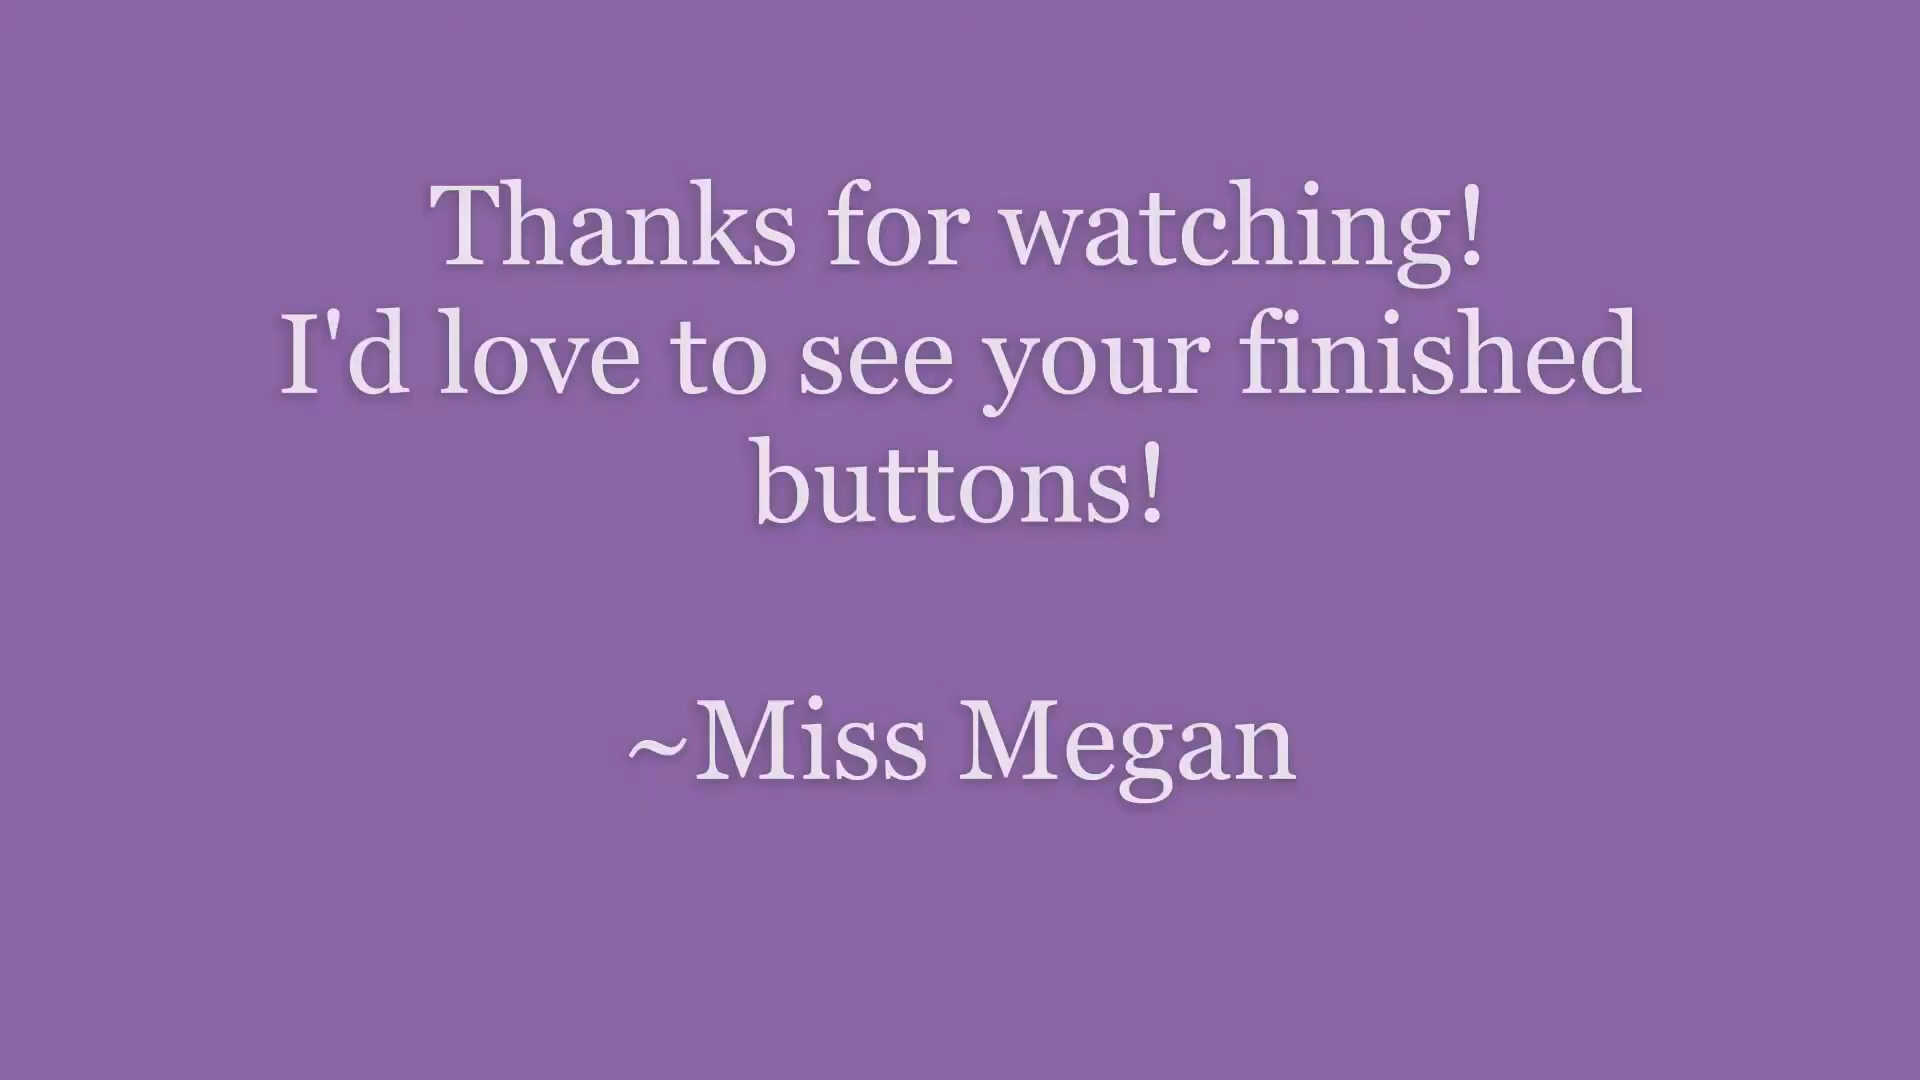 Thanks for watching!
I'd love to see your finished
buttons!
~Miss Megan